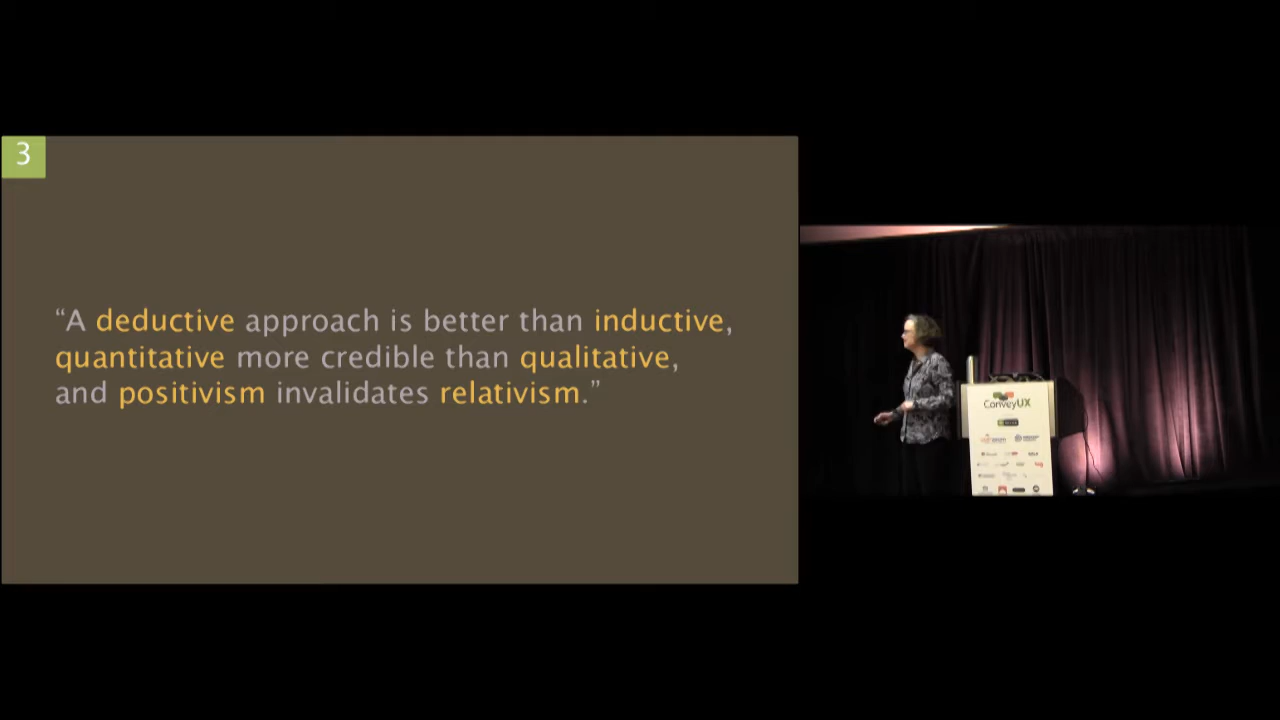 3
“A deductive approach is better than inductive,
quantitative more credible than qualitative,
and positivism invalidates relativism.”
ConveyUX